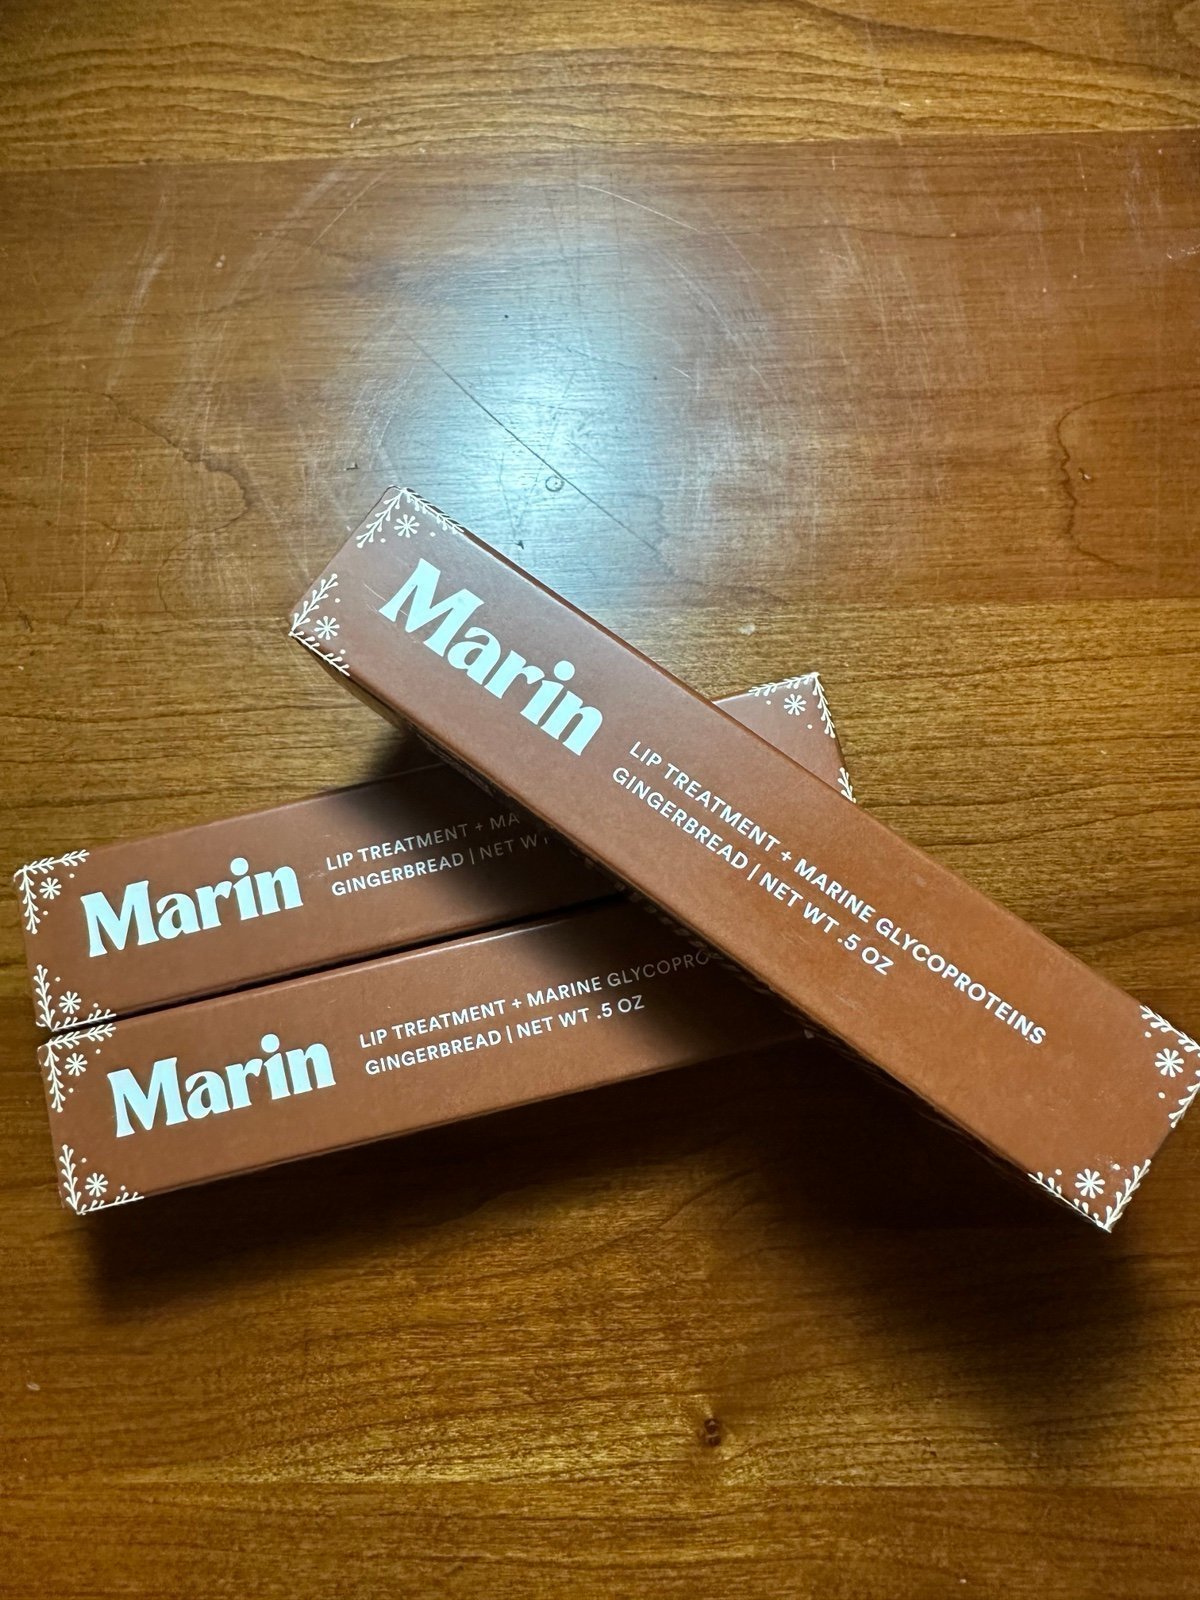 Marin
LIP TREATMENT + MARINE GLYCOPROTEINS
GINGERBREAD | NET WT .5 OZ
Marin
LIP TREATMENT + MA
GINGERBREAD | NET W
Marin
LIP TREATMENT + MARINE GLYCOPRO
GINGERBREAD | NET WT .5 OZ